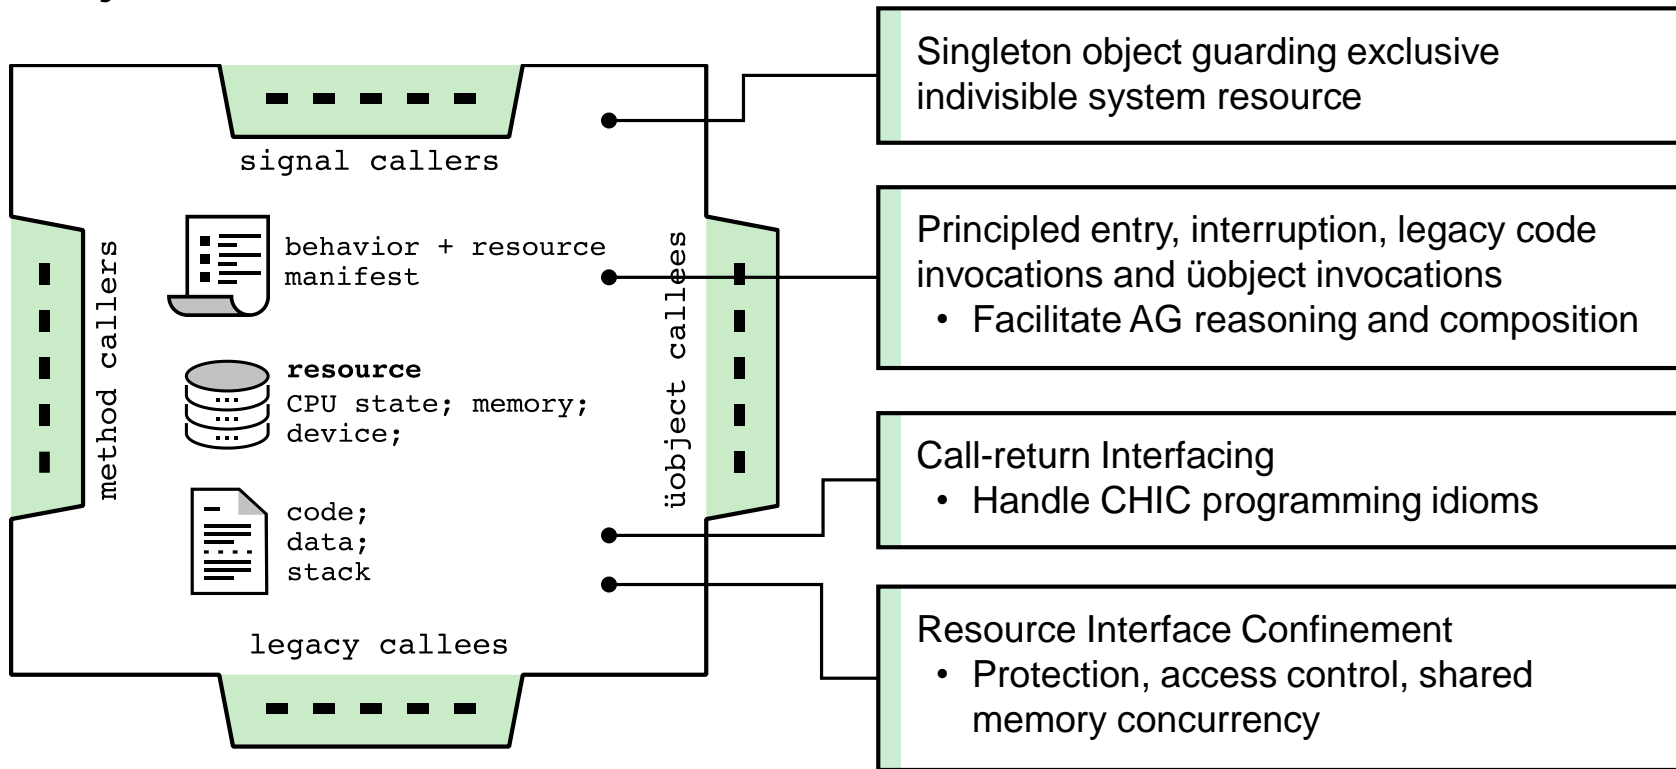 signal callers
method callers
behavior + resource
manifest
resource
CPU state; memory;
device;
code;
data;
stack
legacy callees
üobject callees
Singleton object guarding exclusive
indivisible system resource
Principled entry, interruption, legacy code
invocations and üobject invocations
• Facilitate AG reasoning and composition
Call-return Interfacing
• Handle CHIC programming idioms
Resource Interface Confinement
• Protection, access control, shared
memory concurrency